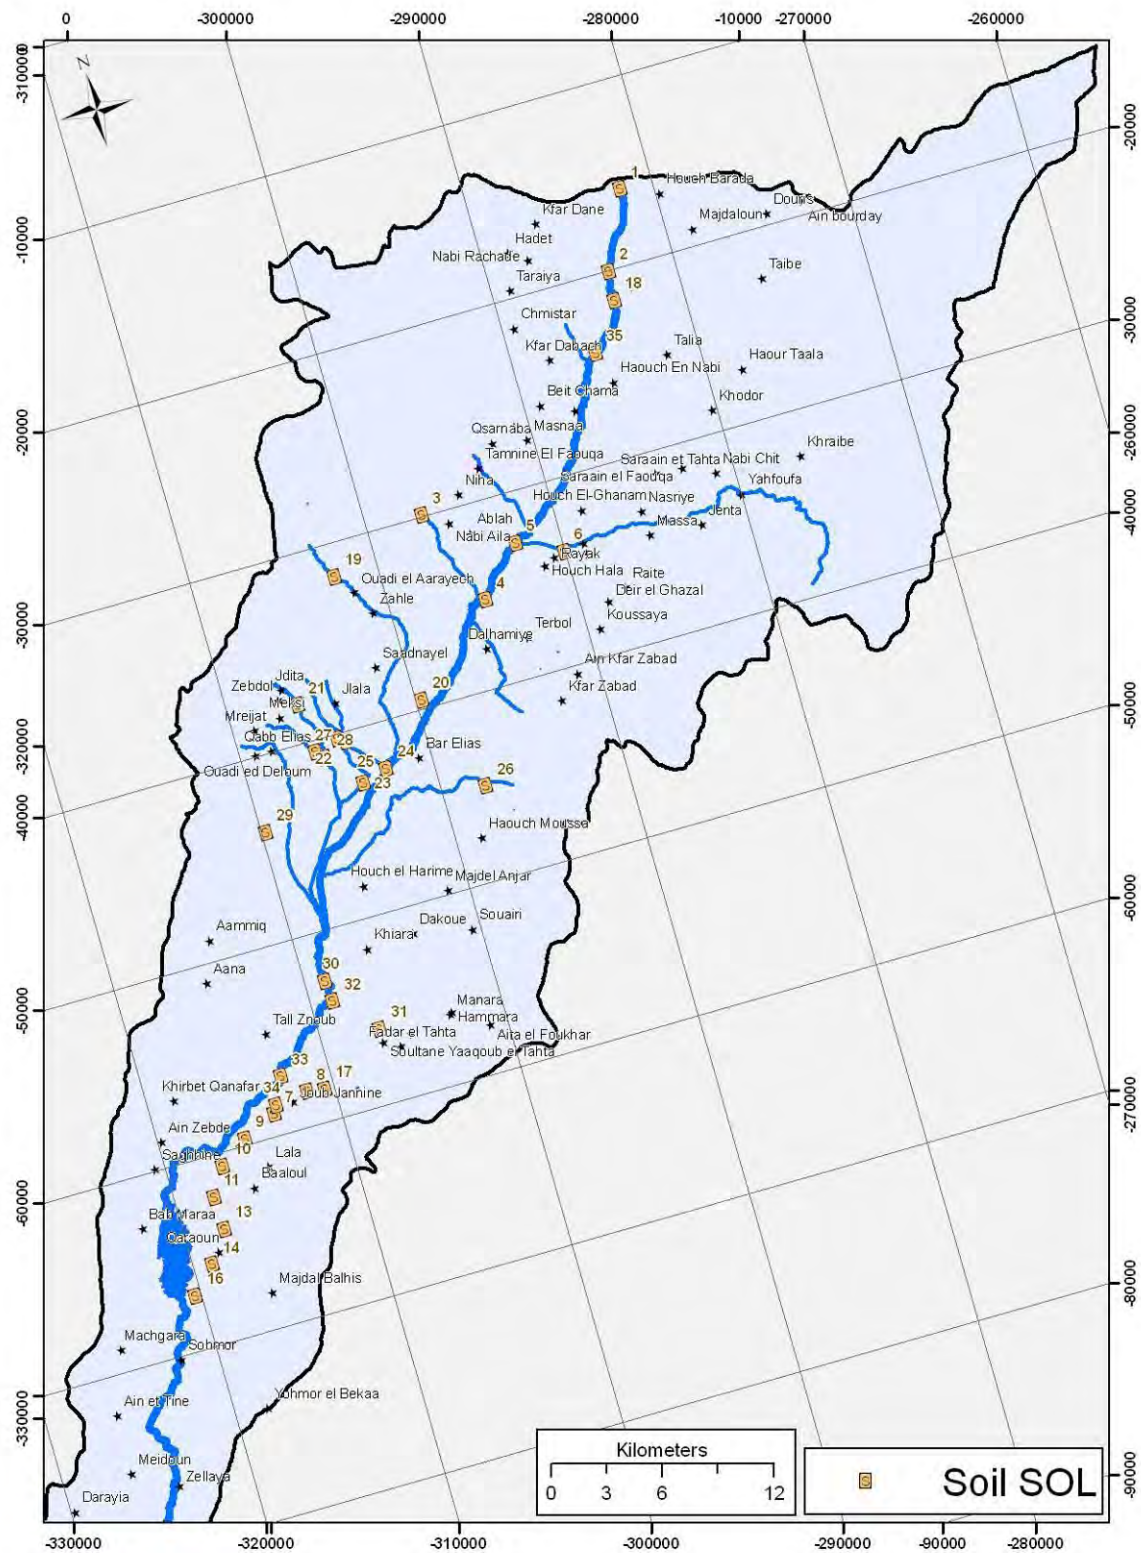 0
-300000
-290000
-280000
-10000
-270000
-260000
-310000
-20000
N
1
Houch Barada
Douris
Kfar Dane
Majdaloun
Ain bourday
-10000
Hadet
2
Nabi Rachade
Taibe
Taraiya
18
-30000
Chmistar
35
Talia
Kfar Dabach
Haour Taala
Haouch En Nabi
Beit Chama
Khodor
-20000
Qsarnaba
Masnaa
-260000
Khraibe
Tamnine El Faouqa
Saraain et Tahta
Nabi Chit
Niha
Saraain el Faouqa
Yahfoufa
3
Houch El-Ghanam
Nasriye
-40000
Ablah
5
Massa
Jenta
Nabi Aila
6
Rayak
19
Houch Hala
Raite
Ouadi el Aarayech
4
Deir el Ghazal
Zahle
Koussaya
-30000
Terbol
Dalhamiye
Saadnayel
Ain Kfar Zabad
Jdita
20
Kfar Zabad
Zebdol
21
Jlala
Meksi
-50000
Mreijat
27
Qabb Elias
28
24
Bar Elias
-320000
22
25
Ouadi ed Deloum
23
26
29
-40000
Haouch Moussa
Houch el Harime
Majdel Anjar
-60000
Aammiq
Dakoue
Souairi
Khiara
Aana
30
32
Manara
-50000
Tall Znoub
31
Hammara
Fadar el Tahta
Aita el Foukhar
Soultane Yaaqoub el Tahta
33
8
17
Khirbet Qanafar
34
7
Joub Jannine
-270000
9
Ain Zebde
10
Lala
Saghbine
11
Baaloul
-60000
Bab Maraa
13
Qaraoun
14
16
Majdal Balhis
-80000
Machgara
Sohmor
-330000
Ain et Tine
Yohmor el Bekaa
Kilometers
Meidoun
Zellaya
-90000
Soil SOL
Darayia
0
3
6
12
-330000
-320000
-310000
-300000
-290000
-90000
-280000